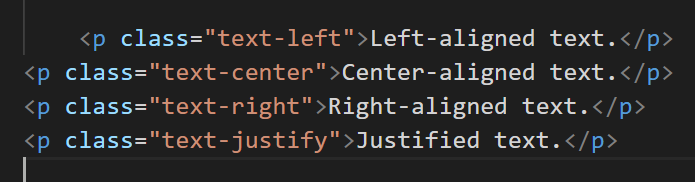 <p class="text-left">Left-aligned text.</p>
<p class="text-center">Center-aligned text.</p>
<p class="text-right">Right-aligned text.</p>
<p class="text-justify">Justified text.</p>